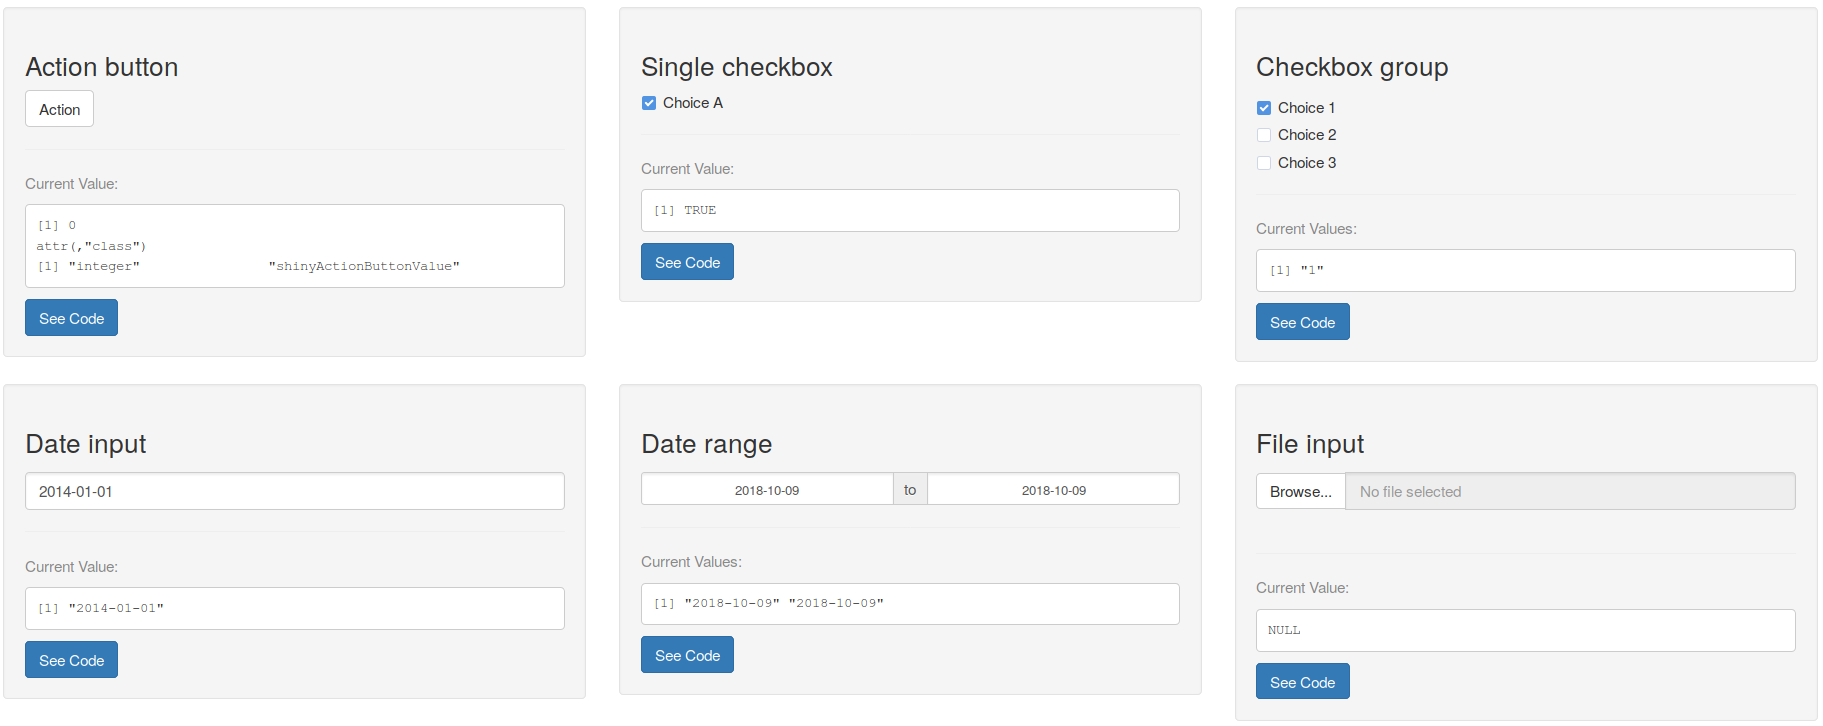 Action button
Action
Current Value:
[1] 0
attr(,"class")
[1] "integer"                "shinyActionButtonValue"
See Code
Single checkbox
Choice A
Current Value:
[1] TRUE
See Code
Checkbox group
Choice 1
Choice 2
Choice 3
Current Values:
[1] "1"
See Code
Date input
2014-01-01
Current Value:
[1] "2014-01-01"
See Code
Date range
2018-10-09 to 2018-10-09
Current Values:
[1] "2018-10-09" "2018-10-09"
See Code
File input
Browse... No file selected
Current Value:
NULL
See Code